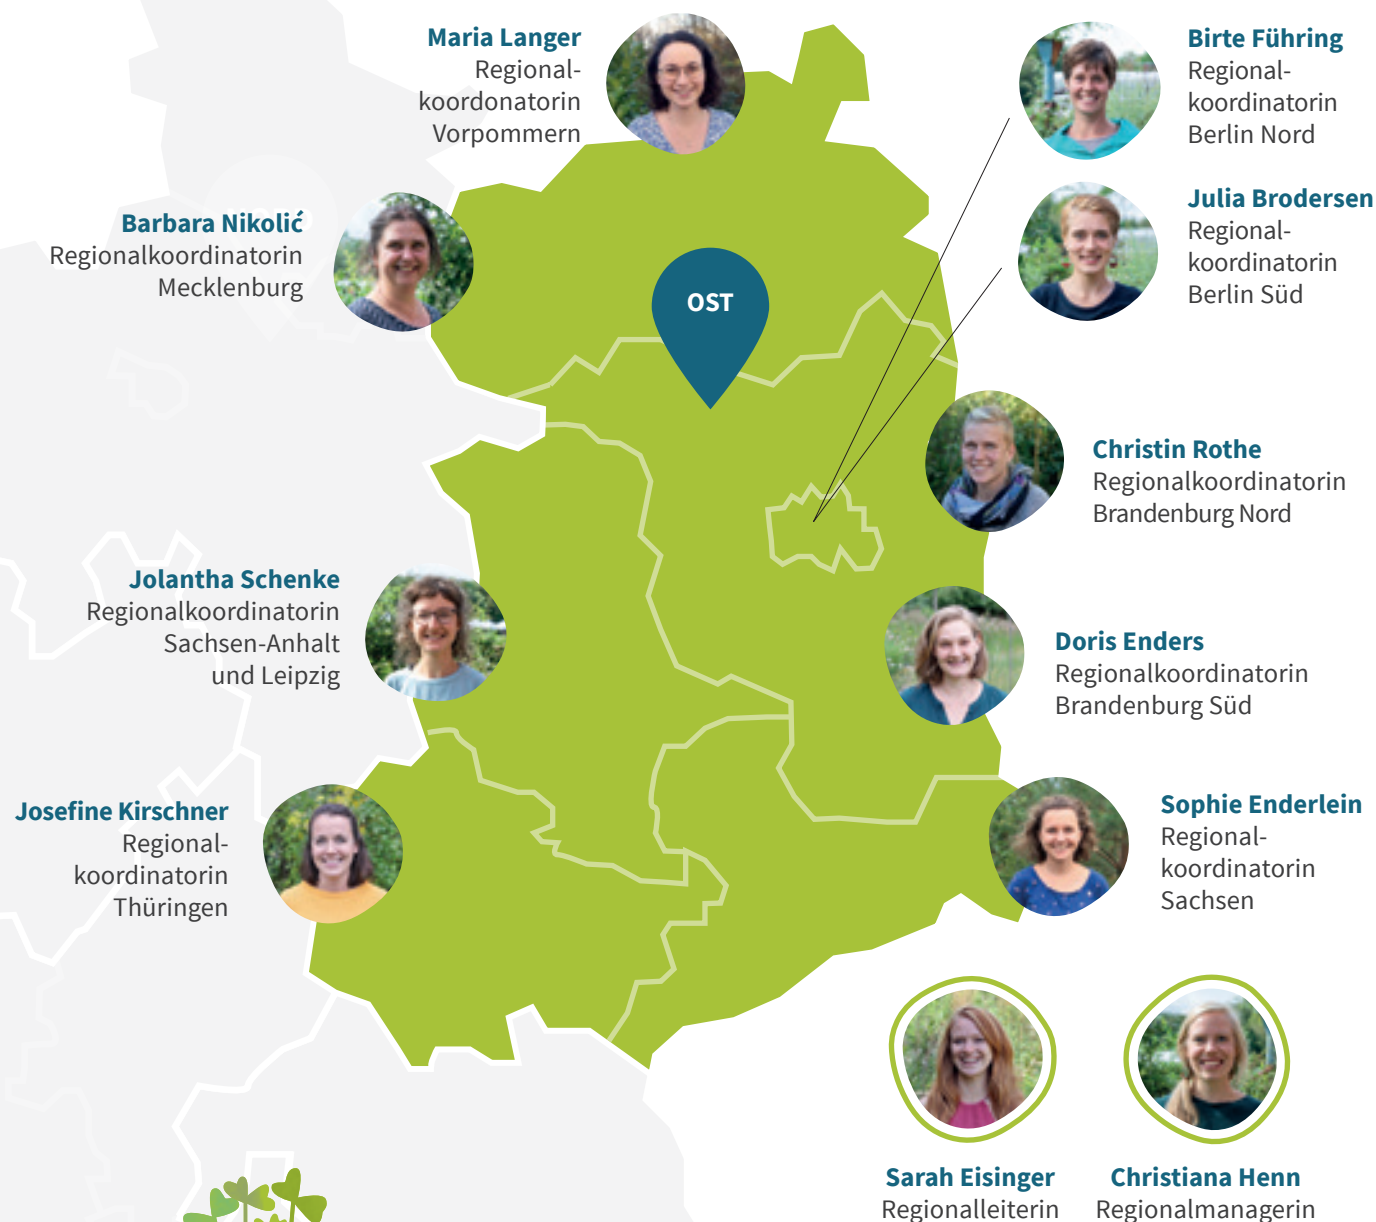 Maria Langer
Regional-
koordonatorin
Vorpommern
Birte Führing
Regional-
koordinatorin
Berlin Nord
Barbara Nikolić
Regionalkoordinatorin
Mecklenburg
Julia Brodersen
Regional-
koordinatorin
Berlin Süd
OST
Christin Rothe
Regionalkoordinatorin
Brandenburg Nord
Jolantha Schenke
Regionalkoordinatorin
Sachsen-Anhalt
und Leipzig
Doris Enders
Regionalkoordinatorin
Brandenburg Süd
Josefine Kirschner
Regional-
koordinatorin
Thüringen
Sophie Enderlein
Regional-
koordinatorin
Sachsen
Sarah Eisinger
Regionalleiterin
Christiana Henn
Regionalmanagerin